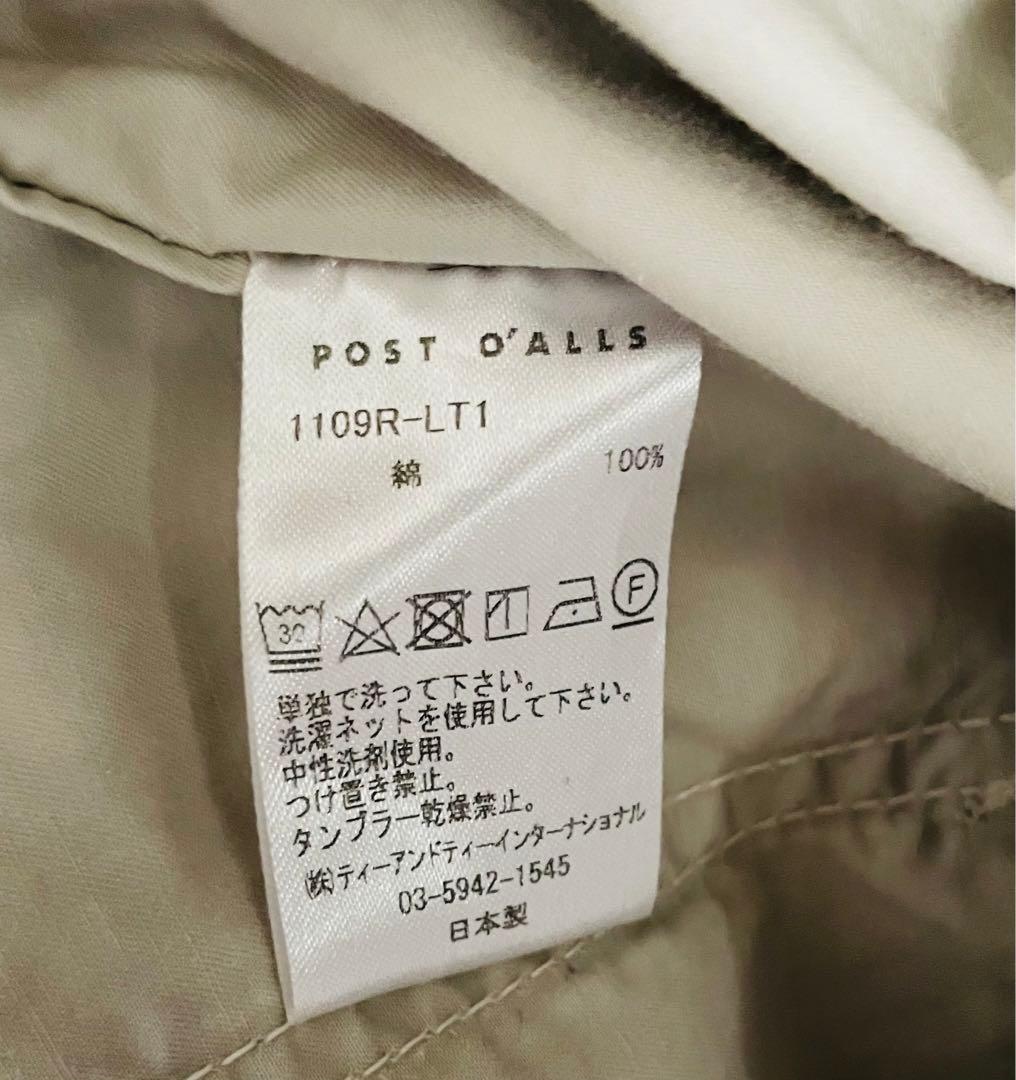 POST O'ALLS
1109R-LT1
綿 100%
30
F
単独で洗って下さい。
洗濯ネットを使用して下さい。
中性洗剤使用。
つけ置き禁止。
タンブラー乾燥禁止。
(株)ティーアンドティーインターナショナル
03-5942-1545
日本製